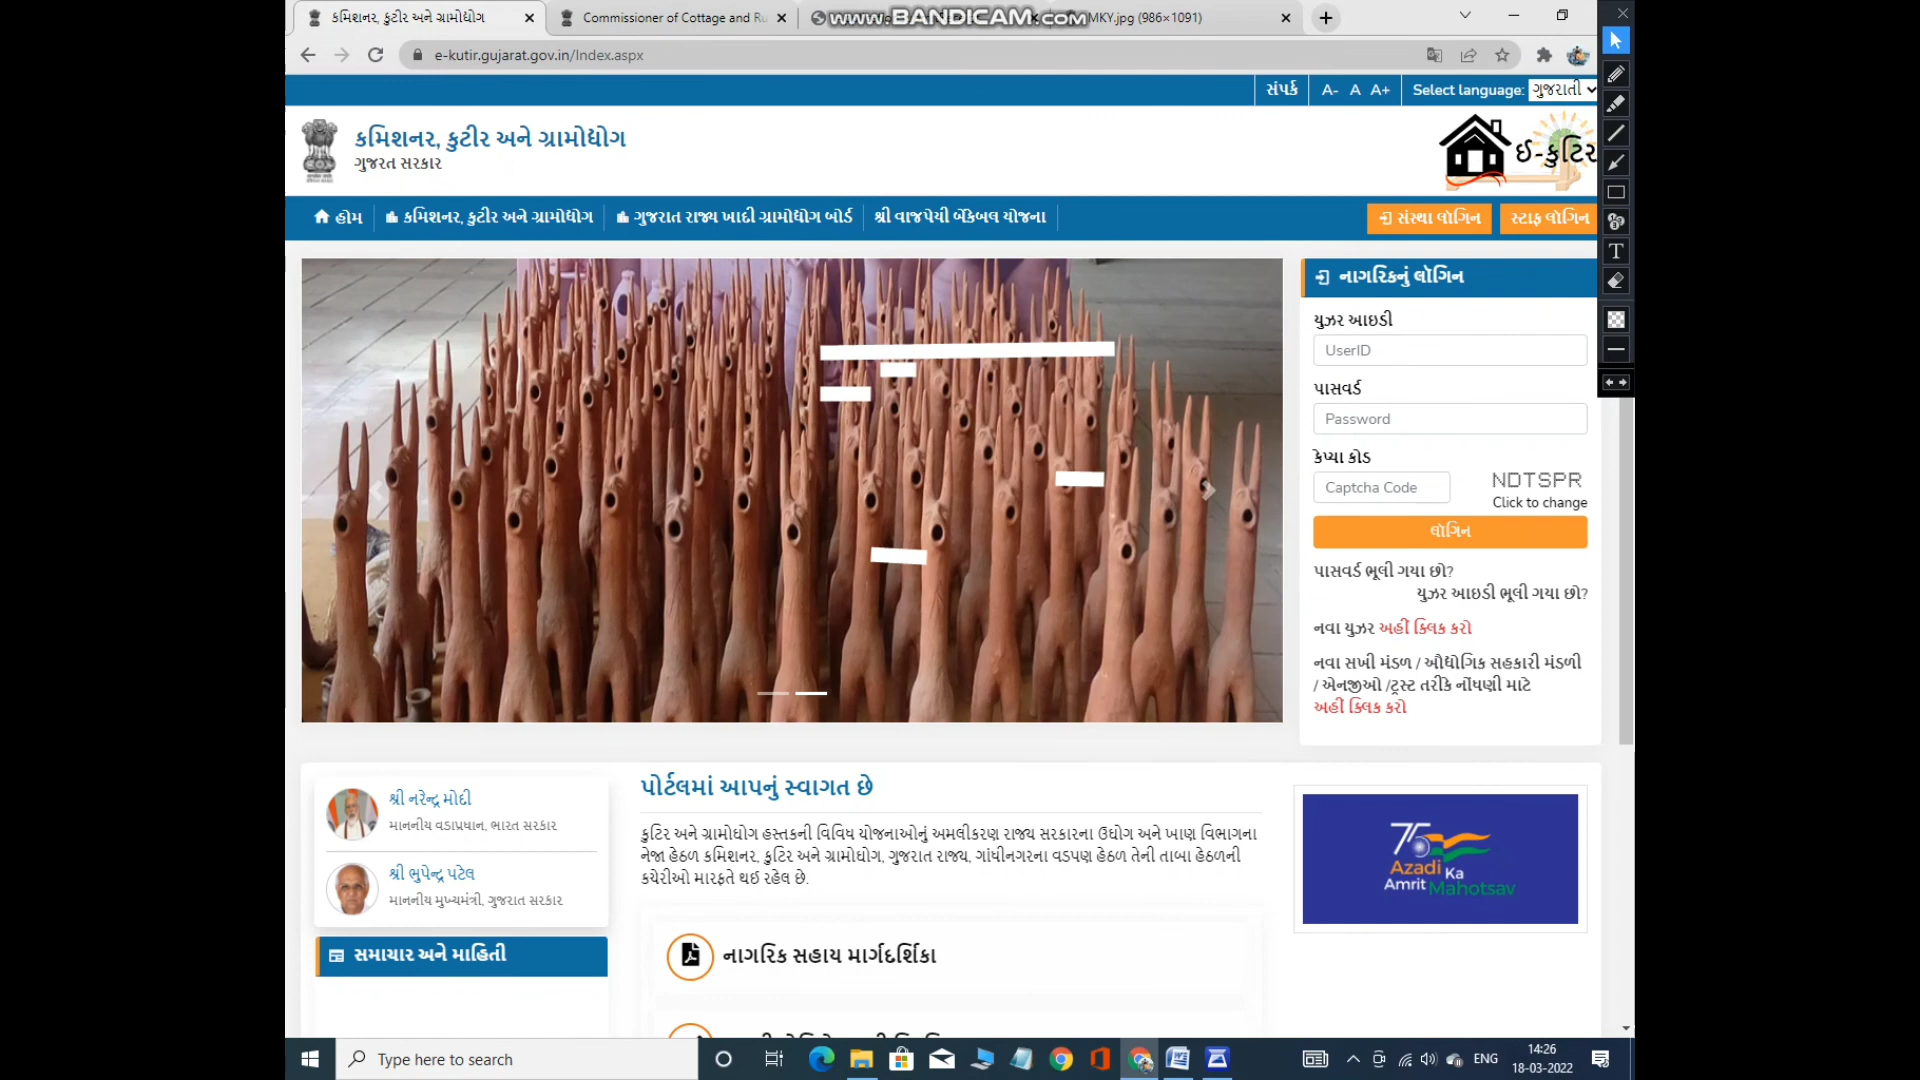 કમિશનર, કુટીર અને ગ્રામોદ્યોગ
Commissioner of Cottage and Ru
www.BANDICAM.com
MKY.jpg (986×1091)
e-kutir.gujarat.gov.in/Index.aspx
સંપર્ક
A- A A+
Select language: ગુજરાતી
કમિશનર, કુટીર અને ગ્રામોદ્યોગ
ગુજરત સરકાર
ઈ-કુટિર
હોમ
કમિશનર, કુટીર અને ગ્રામોદ્યોગ
ગુજરાત રાજ્ય ખાદી ગ્રામોદ્યોગ બોર્ડ
શ્રી વાજપેયી બેંકેબલ યોજના
સંસ્થા લૉગિન
સ્ટાફ લૉગિન
નાગરિકનું લૉગિન
યુઝર આઇડી
UserID
પાસવર્ડ
Password
કેપ્ચા કોડ
Captcha Code
NDTSPR
Click to change
લૉગિન
પાસવર્ડ ભૂલી ગયા છો?
યુઝર આઇડી ભૂલી ગયા છો?
નવા યુઝર અહીં ક્લિક કરો
નવા સખી મંડળ / ઔદ્યોગિક સહકારી મંડળી
/ એનજીઓ /ટ્રસ્ટ તરીકે નોંધણી માટે
અહીં ક્લિક કરો
શ્રી નરેન્દ્ર મોદી
માનનીય વડાપ્રધાન, ભારત સરકાર
શ્રી ભુપેન્દ્ર પટેલ
માનનીય મુખ્યમંત્રી, ગુજરાત સરકાર
સમાચાર અને માહિતી
પોર્ટલમાં આપનું સ્વાગત છે
કુટિર અને ગ્રામોદ્યોગ હસ્તકની વિવિધ યોજનાઓનું અમલીકરણ રાજ્ય સરકારના ઉદ્યોગ અને ખાણ વિભાગના
નેજા હેઠળ કમિશનર, કુટિર અને ગ્રામોદ્યોગ, ગુજરાત રાજ્ય, ગાંધીનગરના વડપણ હેઠળ તેની તાબા હેઠળની
કચેરીઓ મારફતે થઇ રહેલ છે.
નાગરિક સહાય માર્ગદર્શિકા
75
Azadi Ka
Amrit Mahotsav
Type here to search
ENG
14:26
18-03-2022